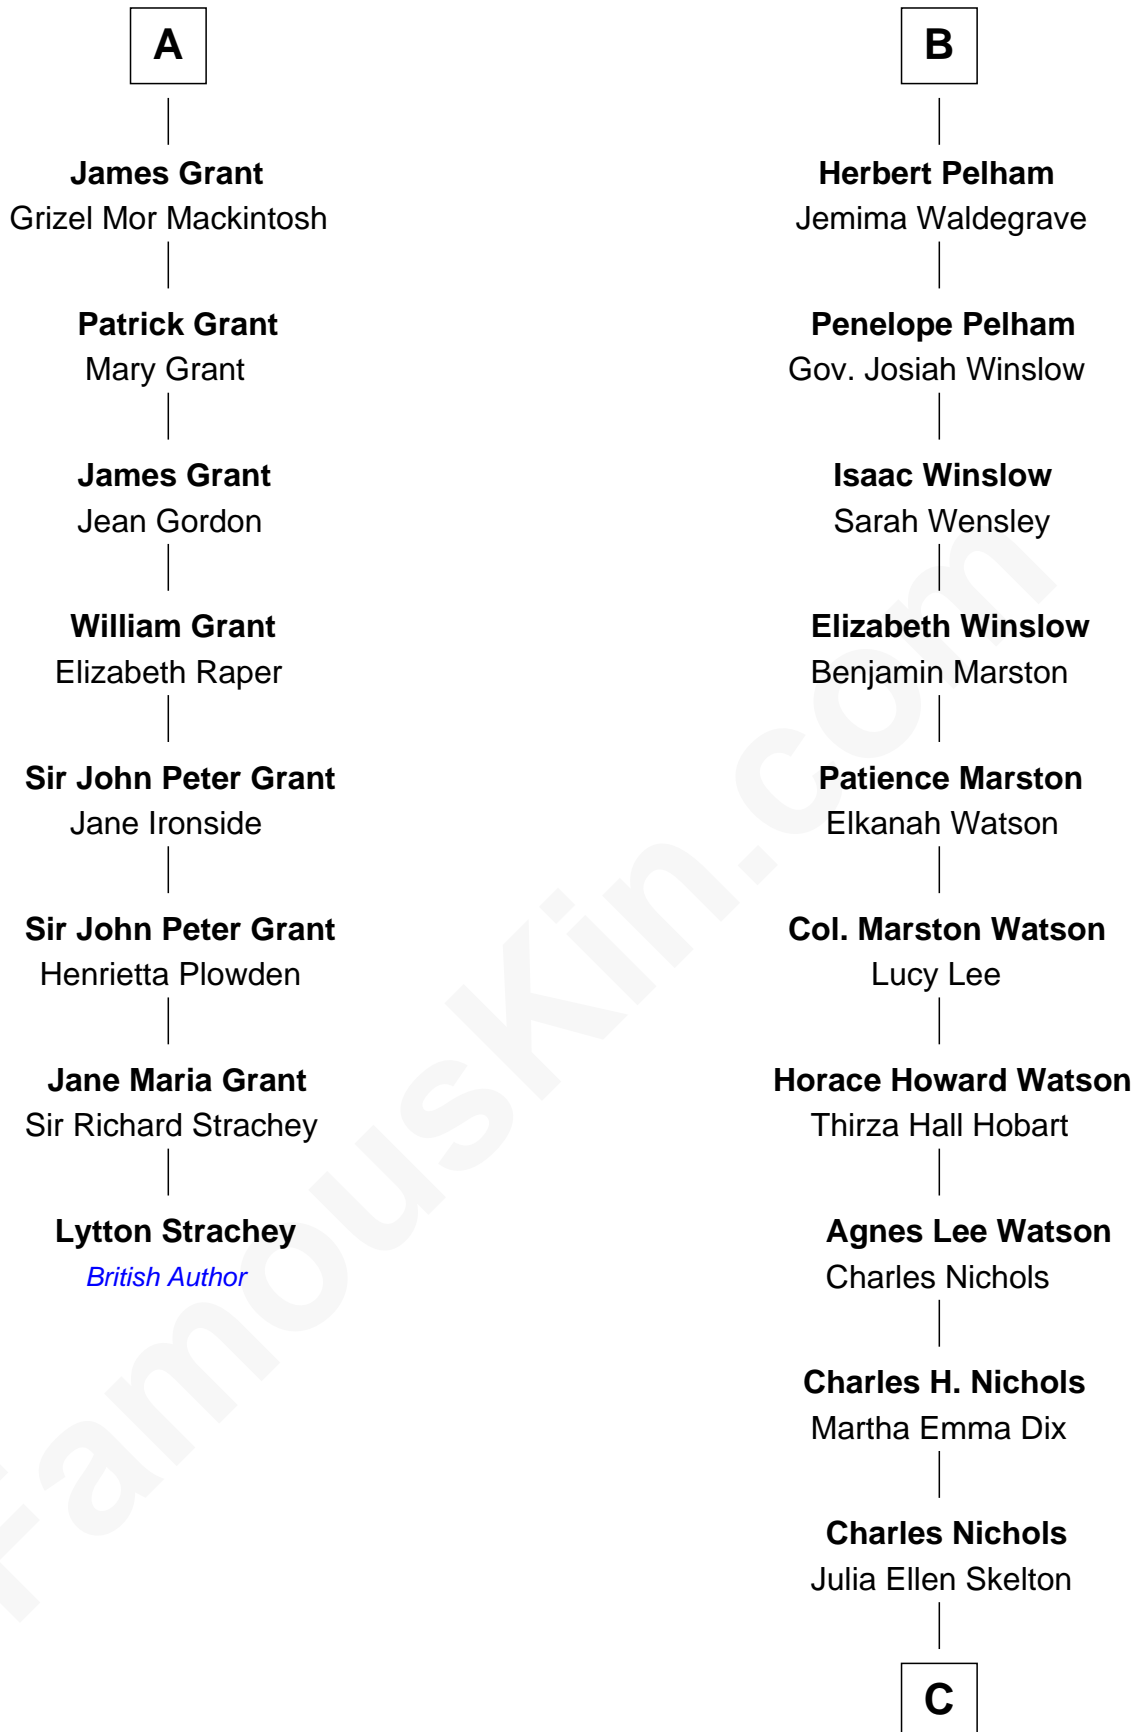 A
James Grant
Grizel Mor Mackintosh
Patrick Grant
Mary Grant
James Grant
Jean Gordon
William Grant
Elizabeth Raper
Sir John Peter Grant
Jane Ironside
Sir John Peter Grant
Henrietta Plowden
Jane Maria Grant
Sir Richard Strachey
Lytton Strachey
British Author
B
Herbert Pelham
Jemima Waldegrave
Penelope Pelham
Gov. Josiah Winslow
Isaac Winslow
Sarah Wensley
Elizabeth Winslow
Benjamin Marston
Patience Marston
Elkanah Watson
Col. Marston Watson
Lucy Lee
Horace Howard Watson
Thirza Hall Hobart
Agnes Lee Watson
Charles Nichols
Charles H. Nichols
Martha Emma Dix
Charles Nichols
Julia Ellen Skelton
C
FamousKin.com